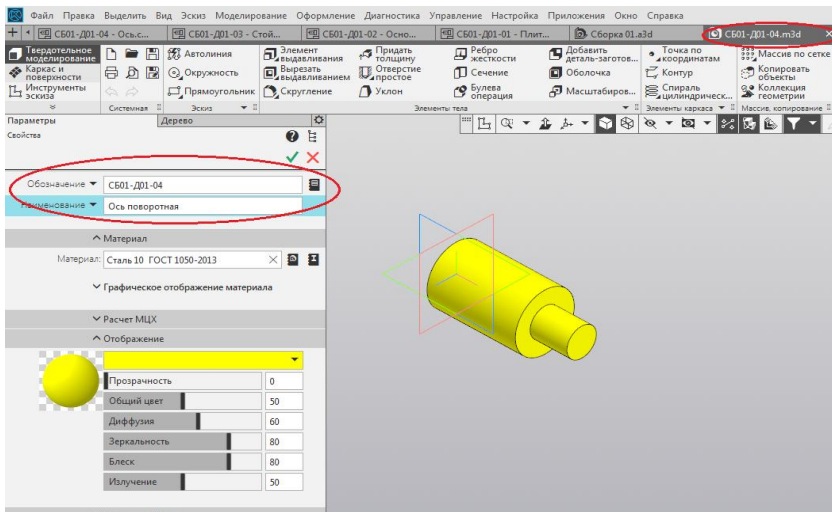 Файл Правка Выделить Вид Эскиз Моделирование Оформление Диагностика Управление Настройка Приложения Окно Справка
СБ01-Д01-04 - Ось.c... СБ01-Д01-03 - Стой... СБ01-Д01-02 - Осно... СБ01-Д01-01 - Плит... Сборка 01.a3d СБ01-Д01-04.m3d
Твердотельное моделирование
Каркас и поверхности
Инструменты эскиза
Системная
Автолиния
Окружность
Прямоугольник
Эскиз
Элемент выдавливания
Вырезать выдавливанием
Скругление
Придать толщину
Отверстие простое
Уклон
Ребро жесткости
Сечение
Булева операция
Добавить деталь-заготов...
Оболочка
Масштабиров...
Элементы тела
Точка по координатам
Контур
Спираль цилиндрическ...
Элементы каркаса
Массив по сетке
Копировать объекты
Коллекция геометрии
Массив, копирование
Параметры Дерево
Свойства
Обозначение СБ01-Д01-04
Наименование Ось поворотная
Материал
Материал: Сталь 10 ГОСТ 1050-2013
Графическое отображение материала
Расчет МЦХ
Отображение
Прозрачность 0
Общий цвет 50
Диффузия 60
Зеркальность 80
Блеск 80
Излучение 50